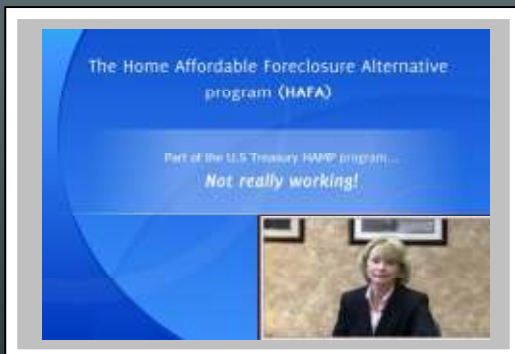 The Home Affordable Foreclosure Alternative
program (HAFA)
Part of the U.S Treasury HAMP program...
Not really working!